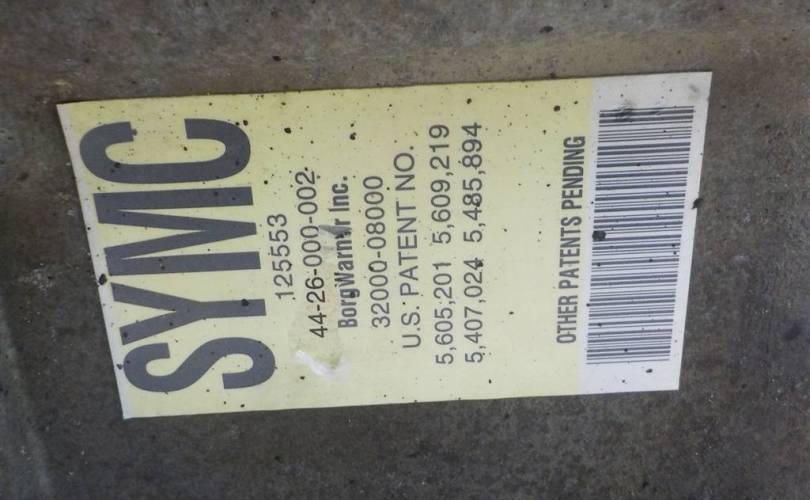 SYMC
125553
44-26-000-002
BorgWarner Inc.
32000-08000
U.S. PATENT NO.
5,605,201 5,609,219
5,407,024 5,485,894
OTHER PATENTS PENDING